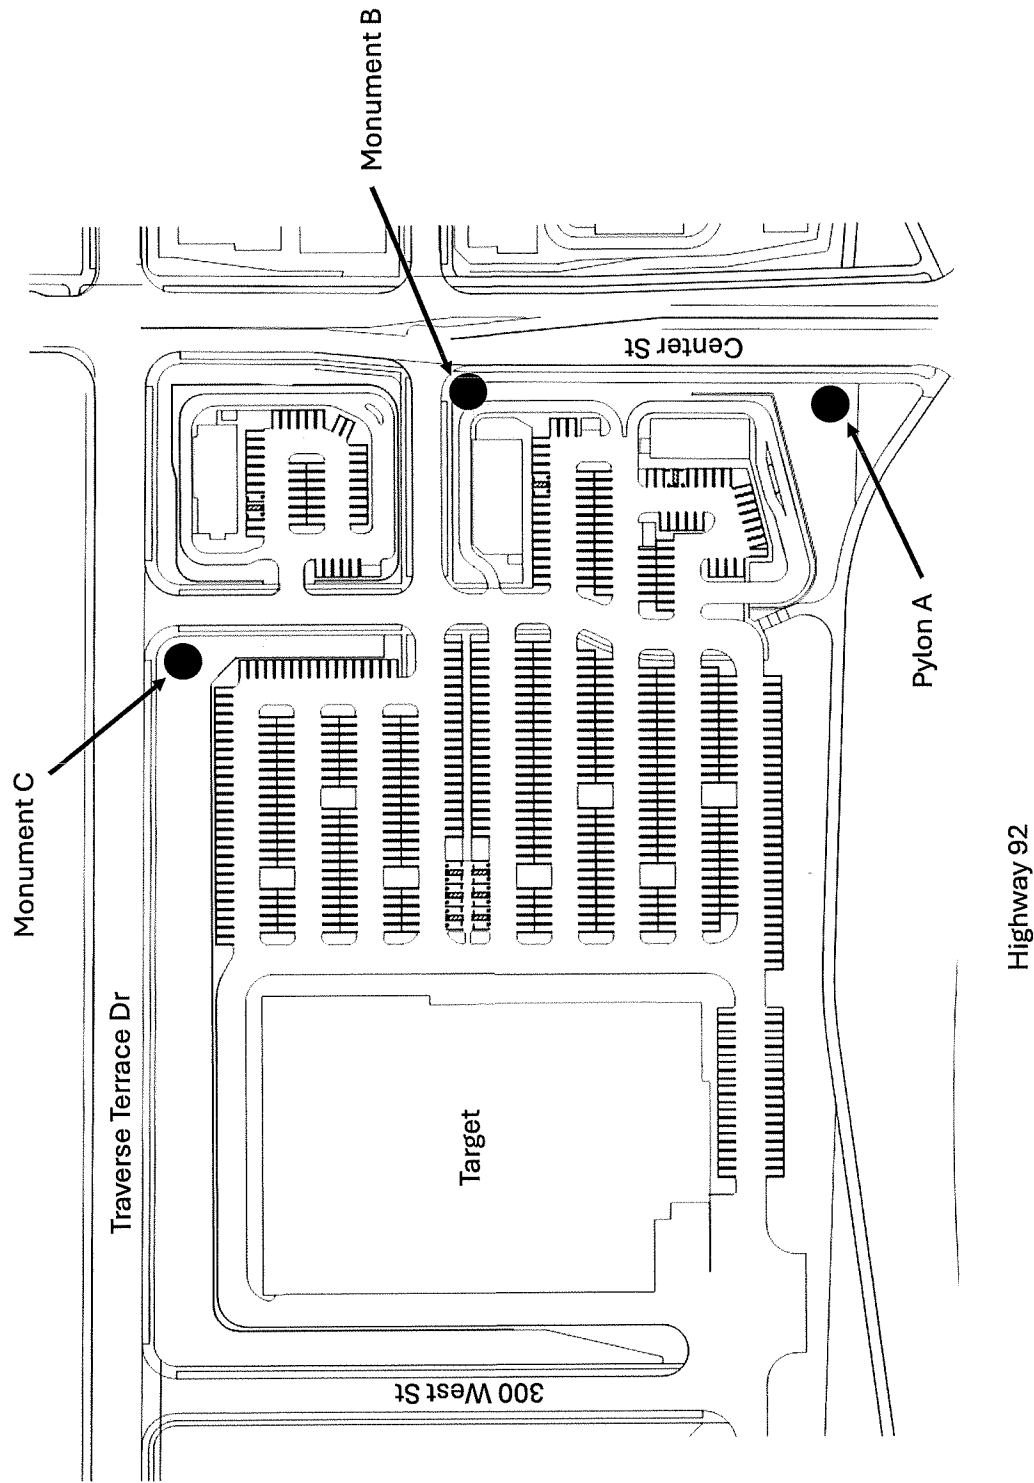 Monument B
Center St
Monument C
Pylon A
Highway 92
Traverse Terrace Dr
Target
300 West St